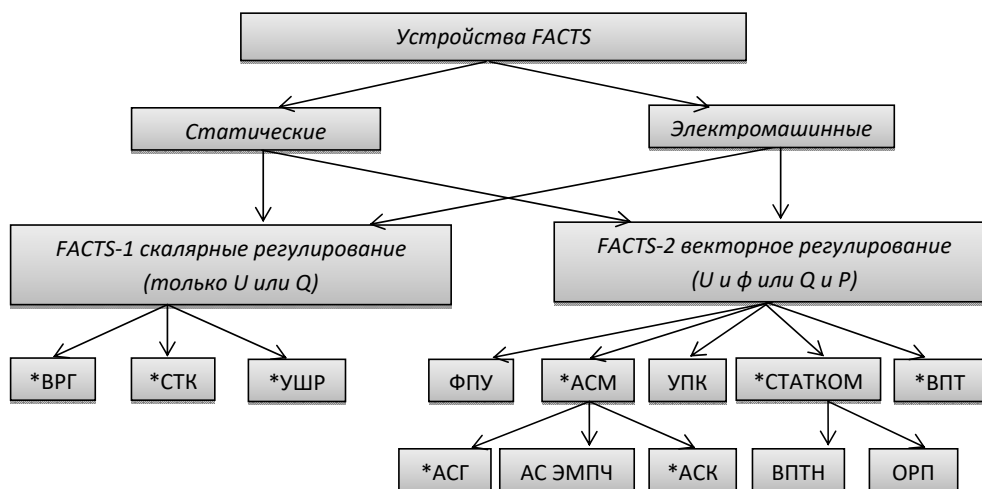 Устройства FACTS
Статические
Электромашинные
FACTS-1 скалярные регулирование
(только U или Q)
FACTS-2 векторное регулирование
(U и ф или Q и P)
*ВРГ
*СТК
*УШР
ФПУ
*АСМ
УПК
*СТАТКОМ
*ВПТ
*АСГ
АС ЭМПЧ
*АСК
ВПТН
ОРП